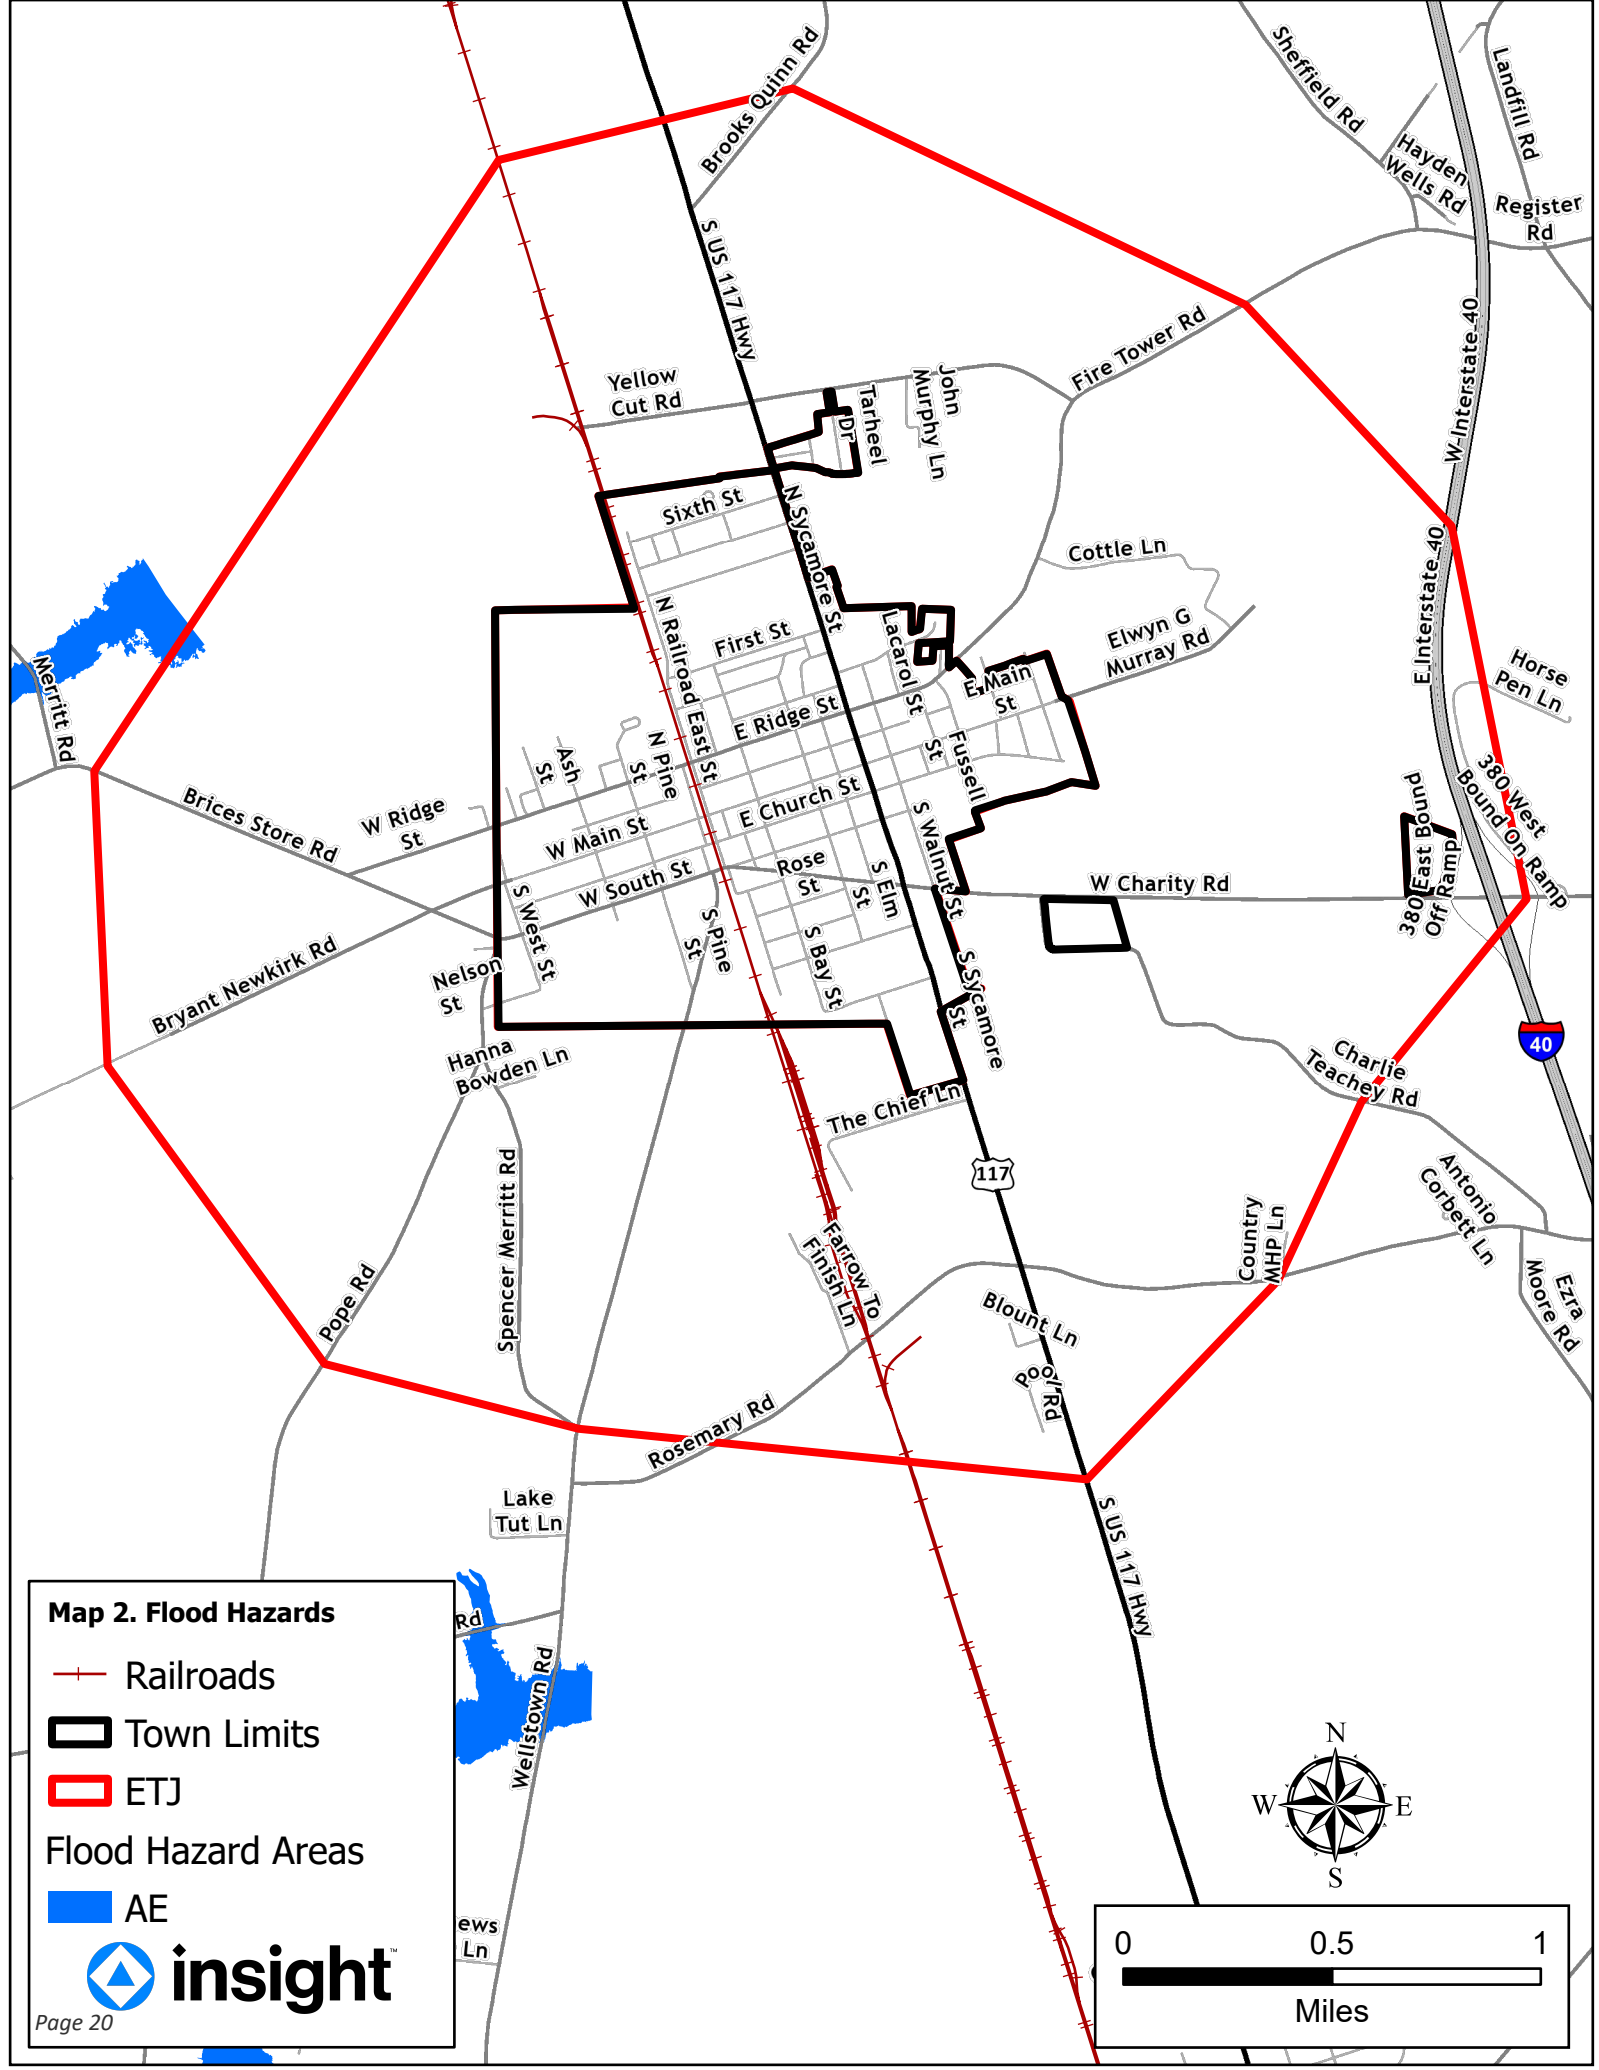 Brooks Quinn Rd
Sheffield Rd
Landfill Rd
Hayden
Wells Rd
Register
Rd
S US 117 Hwy
W Interstate 40
Fire Tower Rd
Yellow
Cut Rd
Tarheel
Dr
John
Murphy Ln
Sixth St
N Sycamore St
Cottle Ln
E Interstate 40
Elwyn G
Murray Rd
Horse
Pen Ln
Merritt Rd
N Railroad East St
First St
Lacarol St
E Main
St
E Ridge St
Fussell
St
N Pine
St
Ash
St
380 West
Bound On Ramp
380 East Bound
Off Ramp
Brices Store Rd
W Ridge
St
W Main St
E Church St
S Walnut St
W South St
Rose
St
S Elm
St
W Charity Rd
S West St
S Pine
St
S Bay St
S Sycamore
St
Bryant Newkirk Rd
Nelson
St
40
Hanna
Bowden Ln
Charlie
Teachey Rd
The Chief Ln
117
Spencer Merritt Rd
Antonio
Corbett Ln
Country
MHP Ln
Farrow To
Finish Ln
Ezra
Moore Rd
Pope Rd
Blount Ln
Pool Rd
Rosemary Rd
Lake
Tut Ln
S US 117 Hwy
Rd
Wellstown Rd
ews
Ln
Map 2. Flood Hazards
Railroads
Town Limits
ETJ
Flood Hazard Areas
AE
insight™
Page 20
N
W E
S
0 0.5 1
Miles